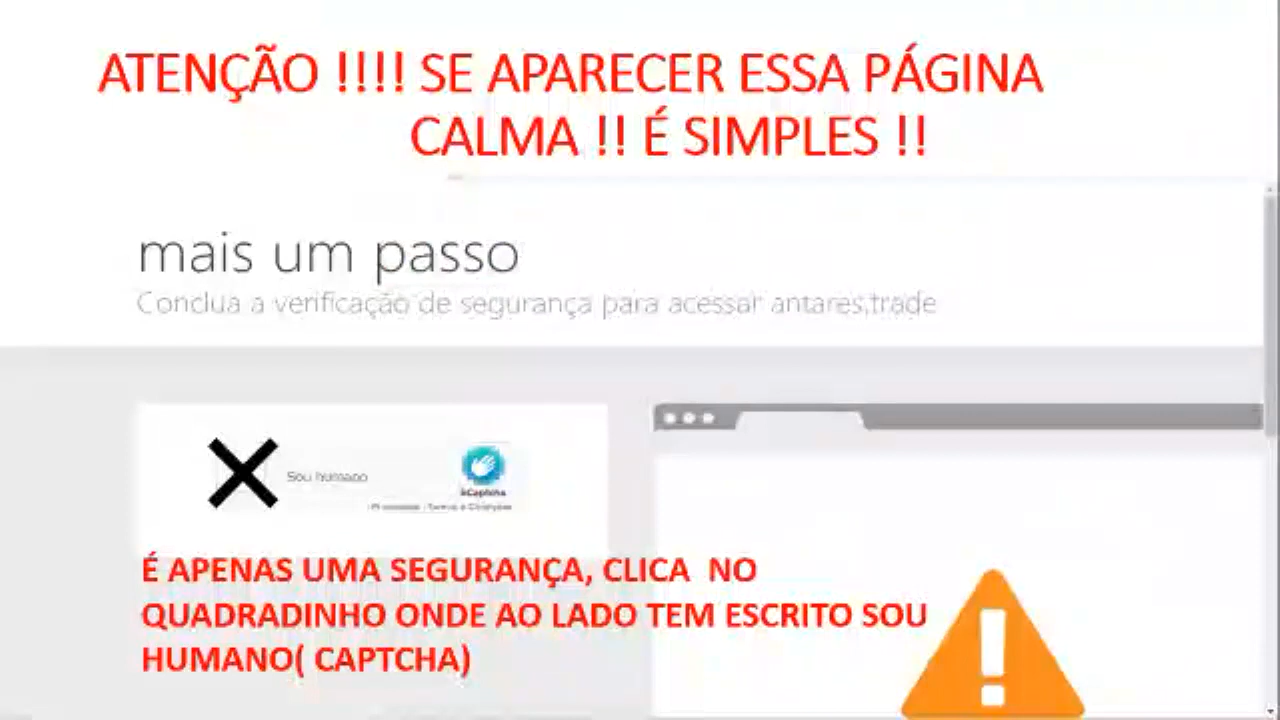 ATENÇÃO !!!! SE APARECER ESSA PÁGINA
CALMA !! É SIMPLES !!
mais um passo
Conclua a verificação de segurança para acessar antares.trade
Sou humano
hCaptcha
É APENAS UMA SEGURANÇA, CLICA NO
QUADRADINHO ONDE AO LADO TEM ESCRITO SOU
HUMANO( CAPTCHA)